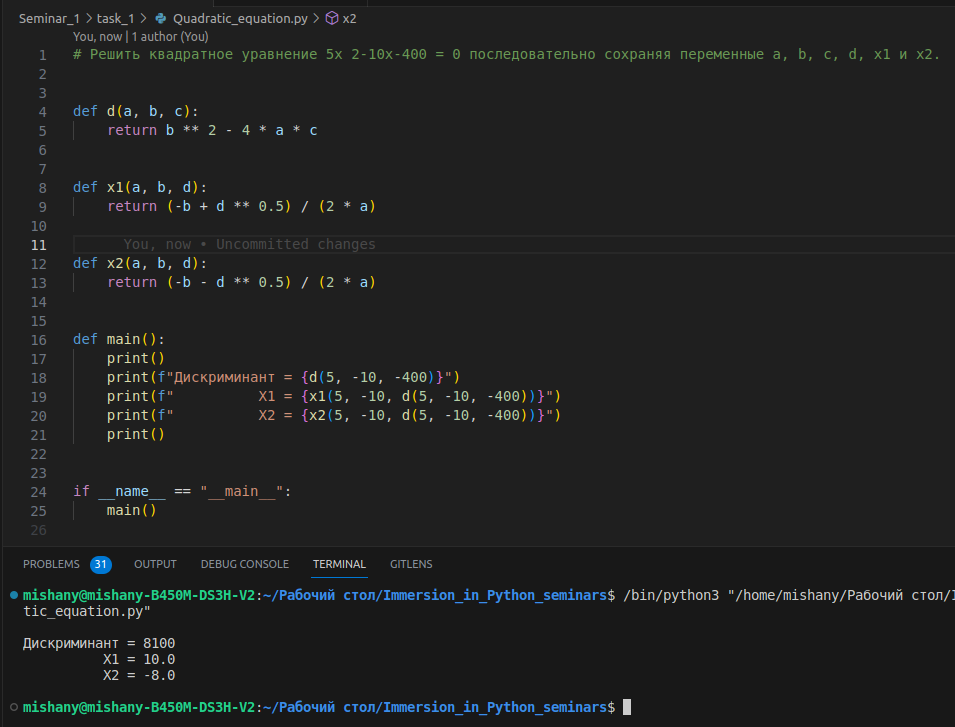 Seminar_1 > task_1 > Quadratic_equation.py > x2
You, now | 1 author (You)
1 # Решить квадратное уравнение 5x 2-10x-400 = 0 последовательно сохраняя переменные a, b, c, d, x1 и x2.
2
3
4 def d(a, b, c):
5     return b ** 2 - 4 * a * c
6
7
8 def x1(a, b, d):
9     return (-b + d ** 0.5) / (2 * a)
10
11       You, now • Uncommitted changes
12 def x2(a, b, d):
13     return (-b - d ** 0.5) / (2 * a)
14
15
16 def main():
17     print()
18     print(f"Дискриминант = {d(5, -10, -400)}")
19     print(f"          X1 = {x1(5, -10, d(5, -10, -400))}")
20     print(f"          X2 = {x2(5, -10, d(5, -10, -400))}")
21     print()
22
23
24 if __name__ == "__main__":
25     main()
26
PROBLEMS 31 OUTPUT DEBUG CONSOLE TERMINAL GITLENS
mishany@mishany-B450M-DS3H-V2:~/Рабочий стол/Immersion_in_Python_seminars$ /bin/python3 "/home/mishany/Рабочий стол/I
tic_equation.py"
Дискриминант = 8100
          X1 = 10.0
          X2 = -8.0
mishany@mishany-B450M-DS3H-V2:~/Рабочий стол/Immersion_in_Python_seminars$